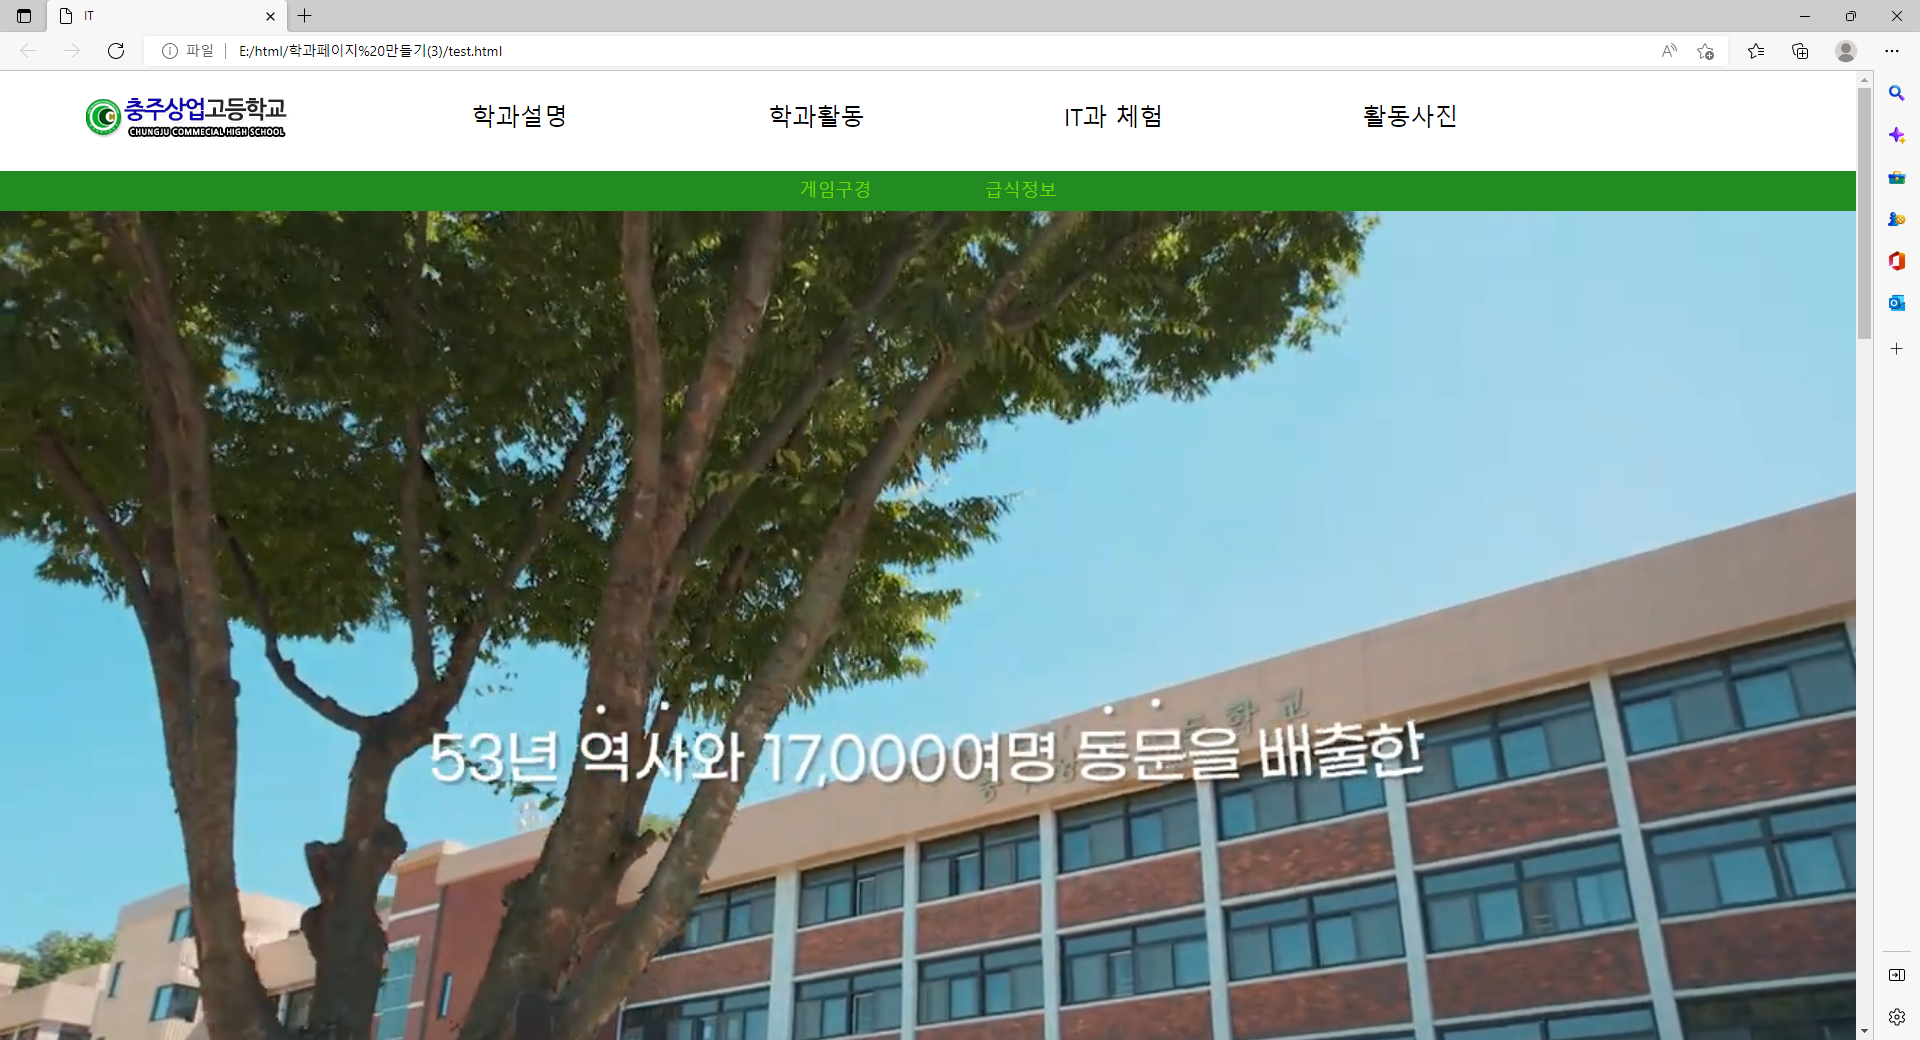 IT
파일
E:/html/학과페이지%20만들기(3)/test.html
충주상업고등학교
CHUNGJU COMMECIAL HIGH SCHOOL
학과설명
학과활동
IT과 체험
활동사진
게임구경
급식정보
등학교
53년 역사와 17,000여명 동문을 배출한